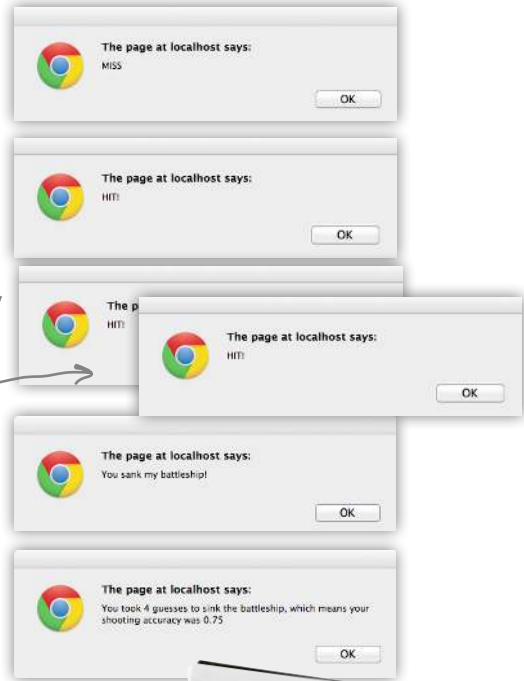 The page at localhost says:
MISS
OK
The page at localhost says:
HIT!
OK
The p
HIT!
The page at localhost says:
HIT!
OK
The page at localhost says:
You sank my battleship!
OK
The page at localhost says:
You took 4 guesses to sink the battleship, which means your
shooting accuracy was 0.75
OK